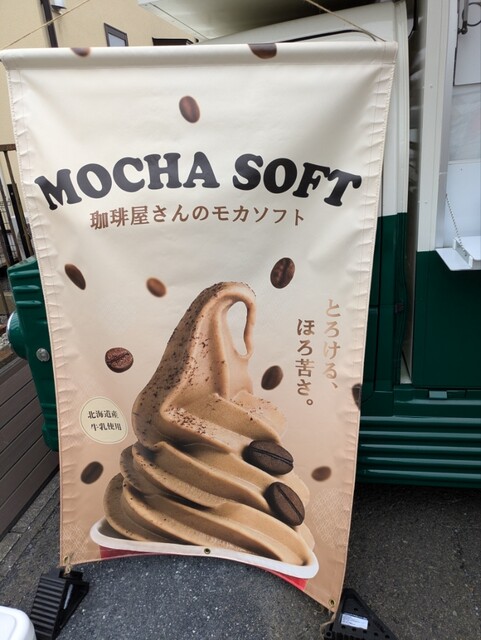 MOCHA SOFT
珈琲屋さんのモカソフト
とろける、
ほろ苦さ。
北海道産
牛乳使用